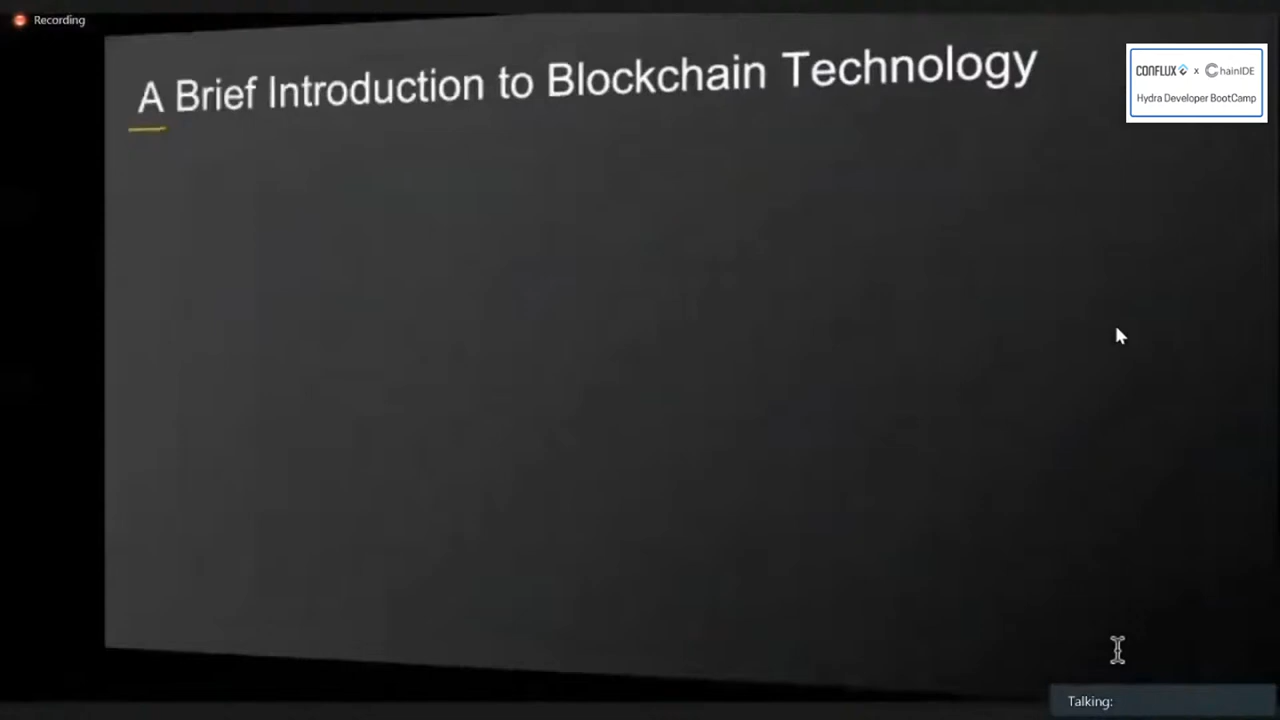 Recording
A Brief Introduction to Blockchain Technology
CONFLUX x ChainIDE
Hydra Developer BootCamp
Talking: